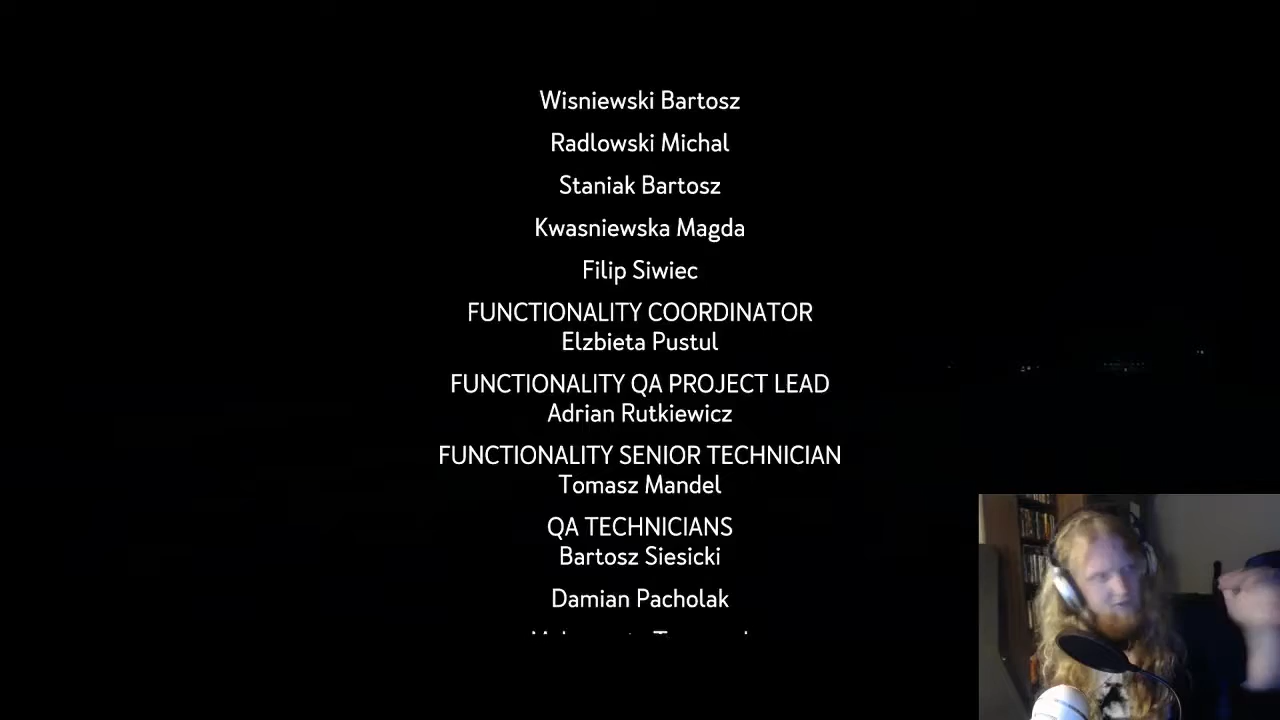 Wisniewski Bartosz
Radlowski Michal
Staniak Bartosz
Kwasniewska Magda
Filip Siwiec
FUNCTIONALITY COORDINATOR
Elzbieta Pustul
FUNCTIONALITY QA PROJECT LEAD
Adrian Rutkiewicz
FUNCTIONALITY SENIOR TECHNICIAN
Tomasz Mandel
QA TECHNICIANS
Bartosz Siesicki
Damian Pacholak